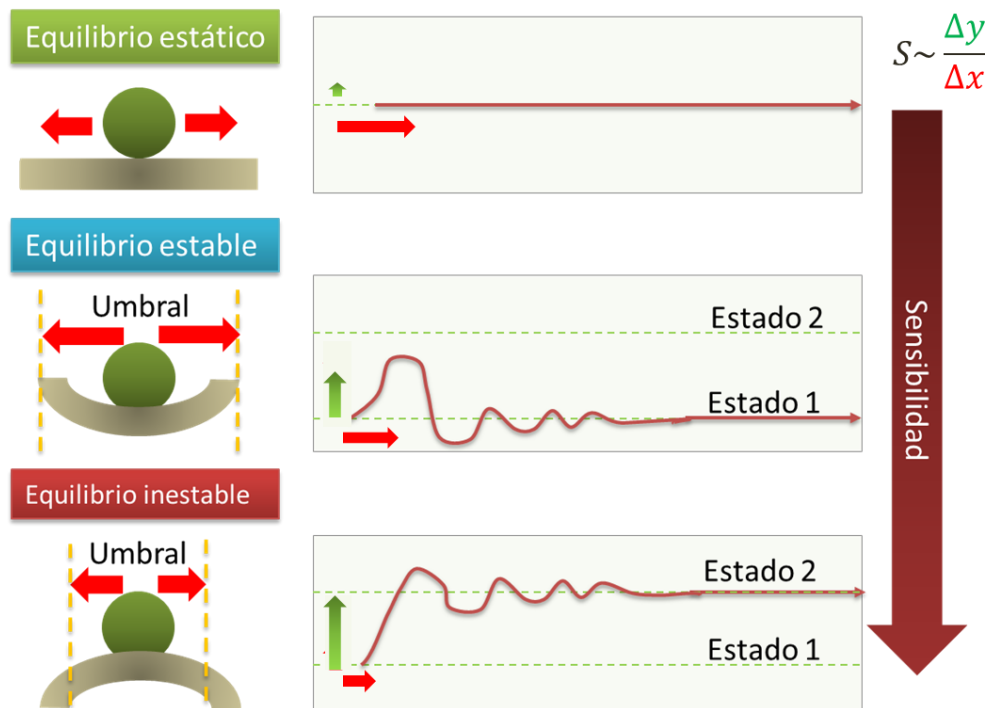 Equilibrio estático
S~ Δy
Δx
Equilibrio estable
Umbral
Estado 2
Estado 1
Sensibilidad
Equilibrio inestable
Umbral
Estado 2
Estado 1